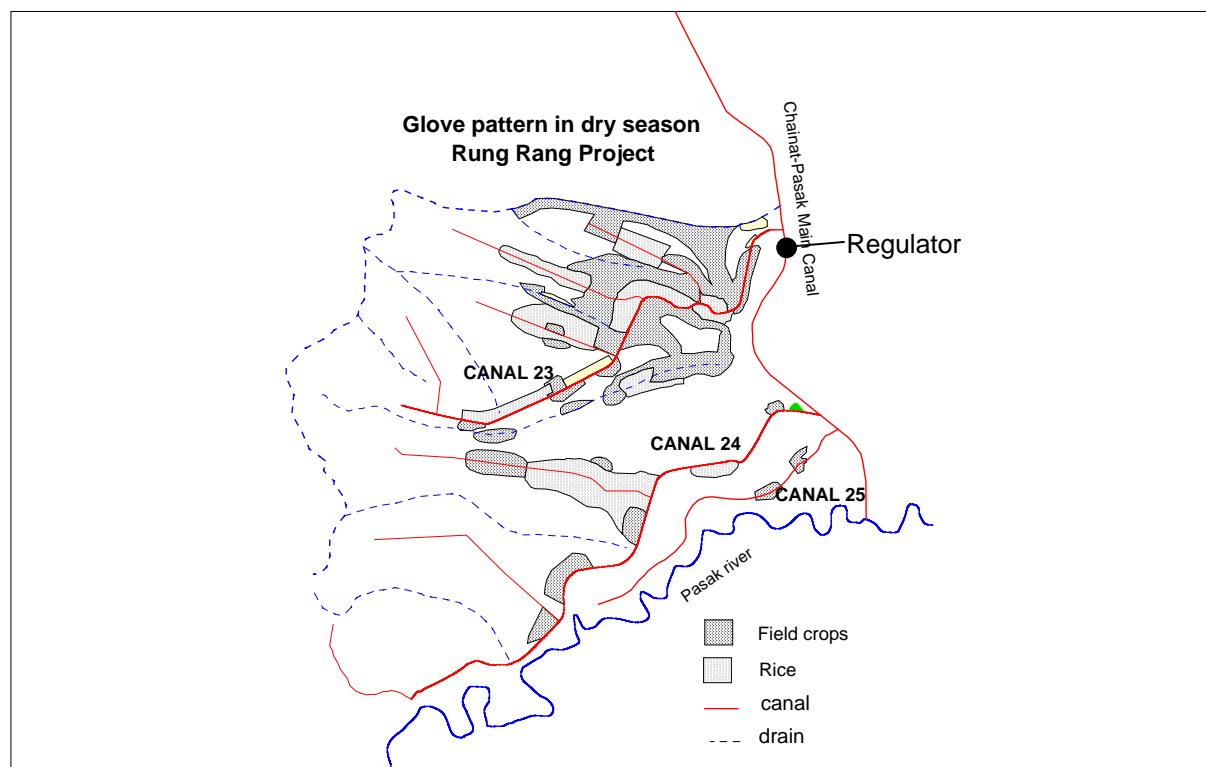 Glove pattern in dry season
Rung Rang Project
Chainat-Pasak Main Canal
Regulator
CANAL 23
CANAL 24
CANAL 25
Pasak river
Field crops
Rice
canal
drain